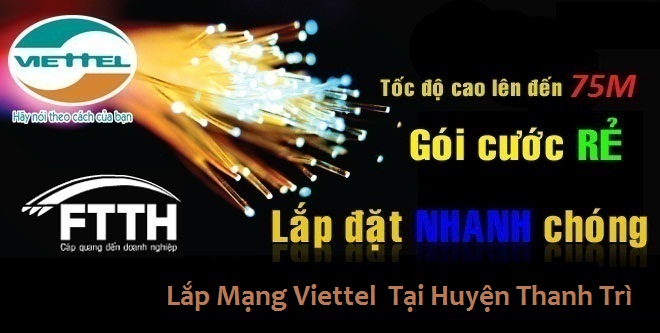 VIETTEL
Hãy nói theo cách của bạn
Tốc độ cao lên đến 75M
Gói cước RẺ
FTTH
Cáp quang đến doanh nghiệp
Lắp đặt NHANH chóng
Lắp Mạng Viettel Tại Huyện Thanh Trì